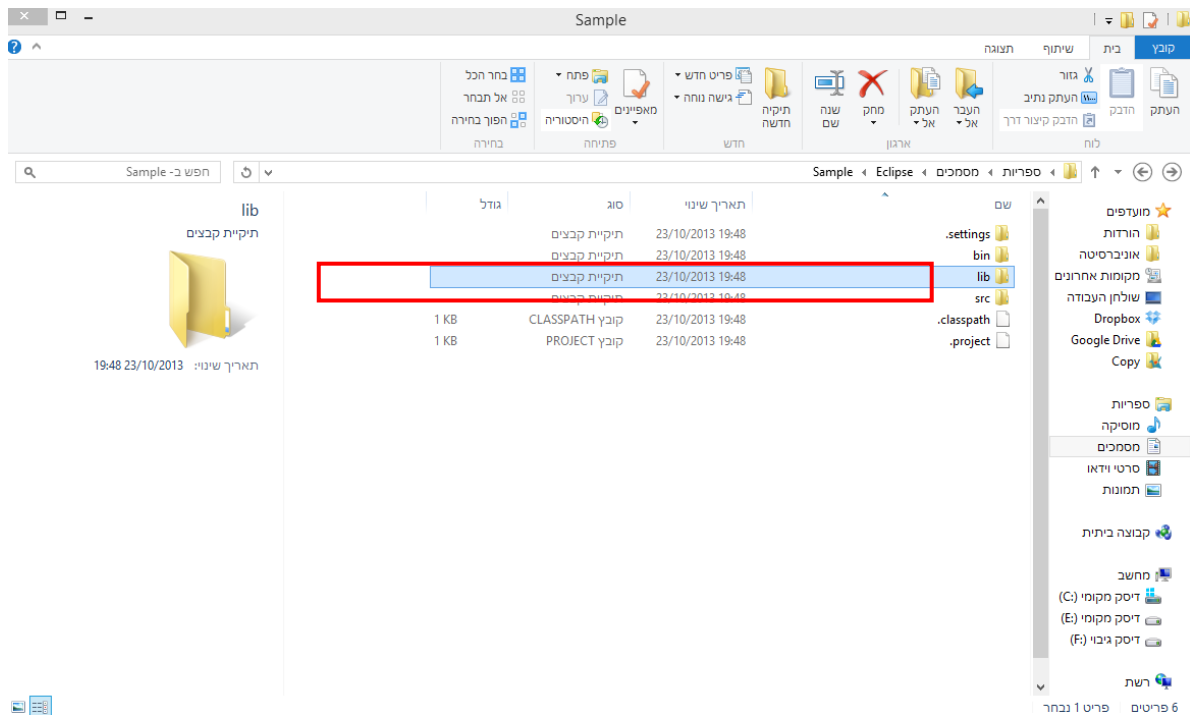 Sample
קובץ
בית
שיתוף
תצוגה
העתק
הדבק
גזור
העתק נתיב
הדבק קיצור דרך
לוח
העבר אל
העתק אל
מחק
שנה שם
ארגון
תיקיה חדשה
פריט חדש
גישה נוחה
חדש
מאפיינים
פתח
ערוך
היסטוריה
פתיחה
בחר הכל
אל תבחר
הפוך בחירה
בחירה
ספריות
מסמכים
Eclipse
Sample
חפש ב- Sample
מועדפים
הורדות
אוניברסיטה
מקומות אחרונים
שולחן העבודה
Dropbox
Google Drive
Copy
ספריות
מוסיקה
מסמכים
סרטי וידאו
תמונות
קבוצה ביתית
מחשב
דיסק מקומי (C:)
דיסק מקומי (E:)
דיסק גיבוי (F:)
רשת
שם תאריך שינוי סוג גודל
.settings 23/10/2013 19:48 תיקיית קבצים
bin 23/10/2013 19:48 תיקיית קבצים
lib 23/10/2013 19:48 תיקיית קבצים
src 23/10/2013 19:48 תיקיית קבצים
.classpath 23/10/2013 19:48 קובץ CLASSPATH 1 KB
.project 23/10/2013 19:48 קובץ PROJECT 1 KB
lib
תיקיית קבצים
תאריך שינוי: 23/10/2013 19:48
6 פריטים
פריט 1 נבחר